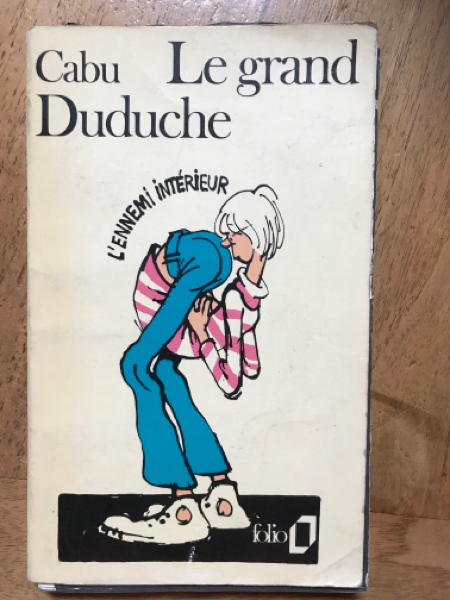 Cabu Le grand
Duduche
L'ENNEMi iNTÉRiEUR
folio